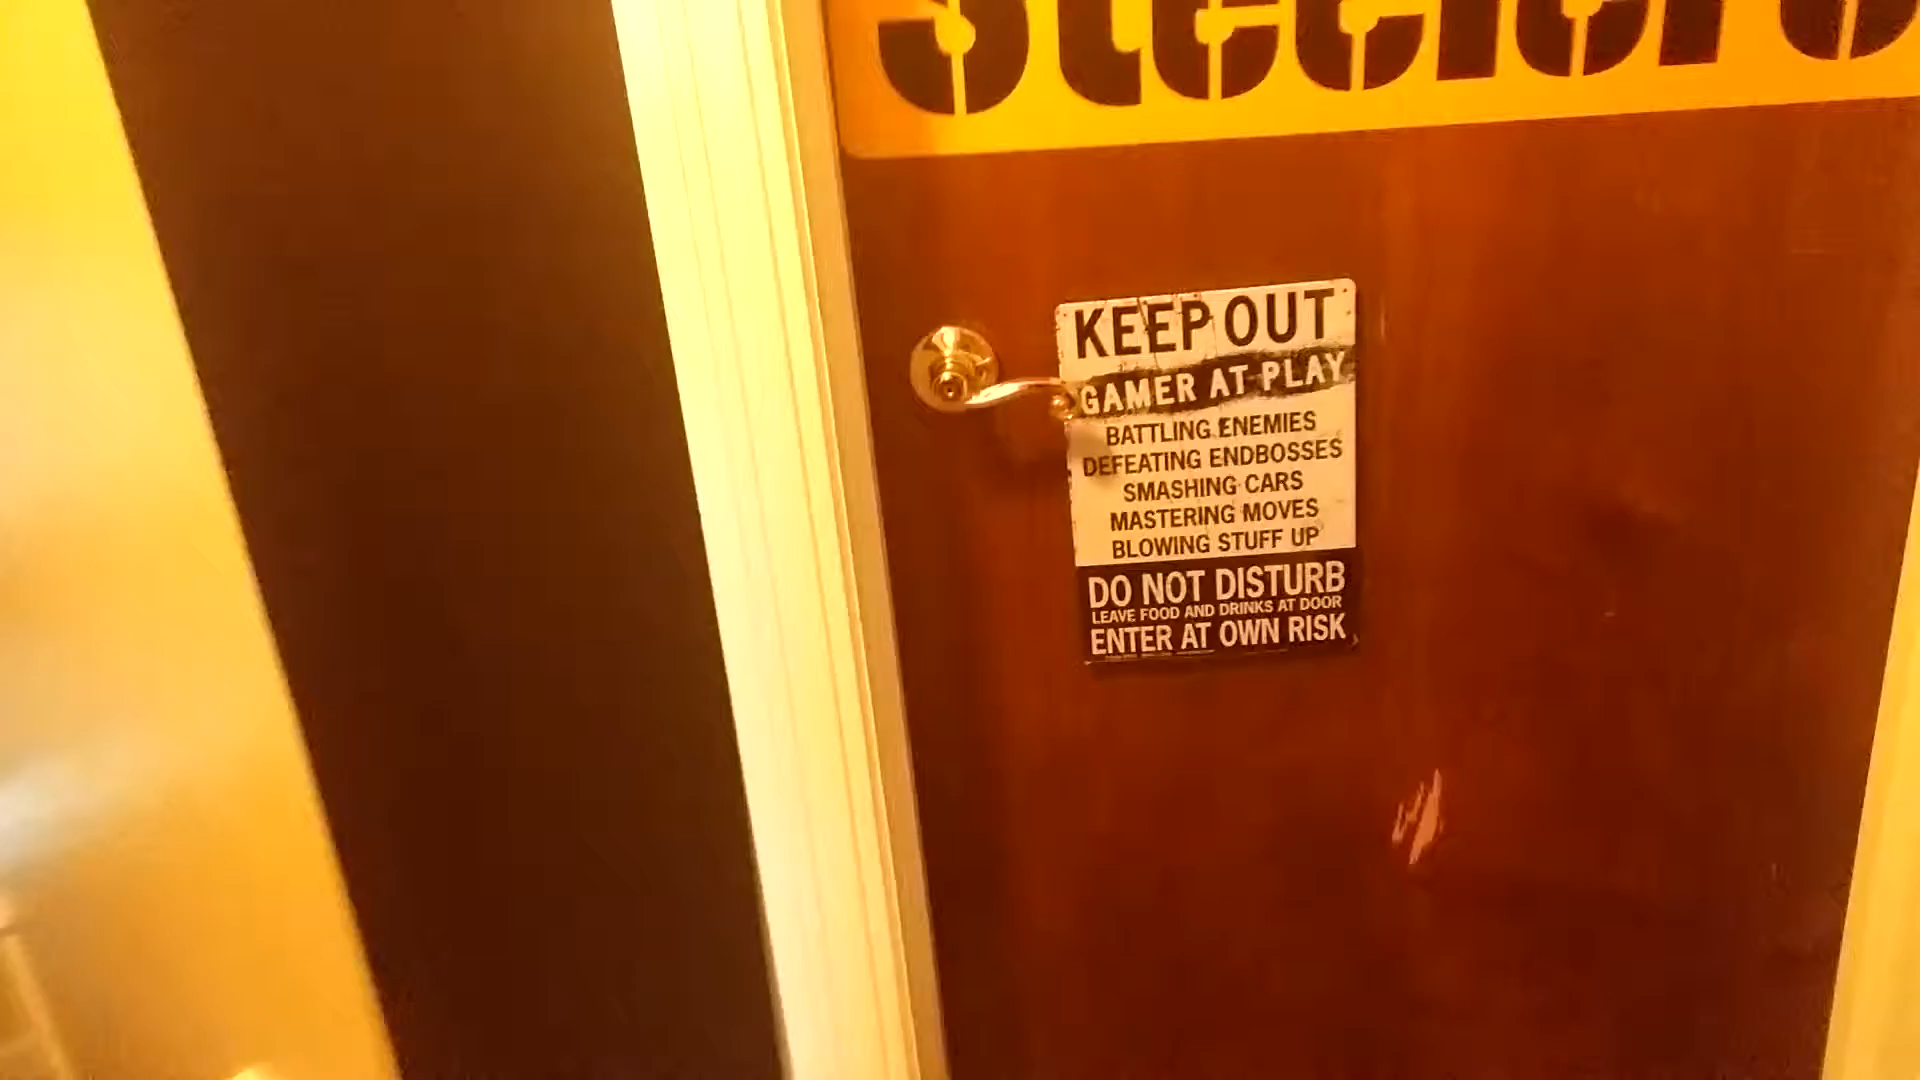 Steelers
KEEP OUT
GAMER AT PLAY
BATTLING ENEMIES
DEFEATING ENDBOSSES
SMASHING CARS
MASTERING MOVES
BLOWING STUFF UP
DO NOT DISTURB
LEAVE FOOD AND DRINKS AT DOOR
ENTER AT OWN RISK